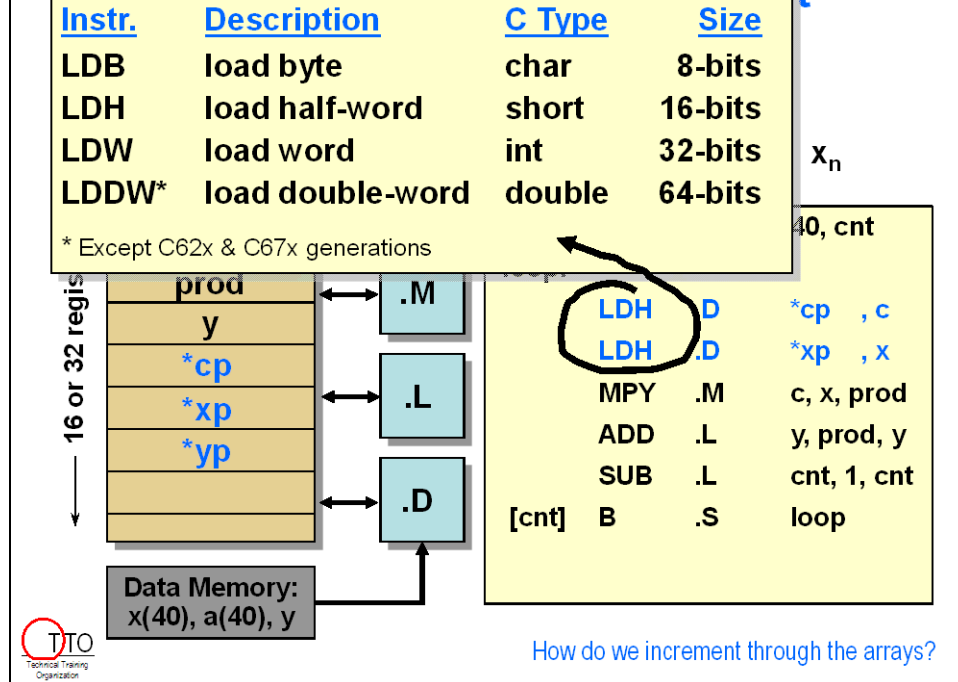 Instr. Description C Type Size
LDB load byte char 8-bits
LDH load half-word short 16-bits
LDW load word int 32-bits
LDDW* load double-word double 64-bits
* Except C62x & C67x generations
xn
40, cnt
loop:
LDH .D *cp , c
LDH .D *xp , x
MPY .M c, x, prod
ADD .L y, prod, y
SUB .L cnt, 1, cnt
[cnt] B .S loop
16 or 32 regis
prod
y
*cp
*xp
*yp
.M
.L
.D
Data Memory:
x(40), a(40), y
TTO
Technical Training
Organization
How do we increment through the arrays?